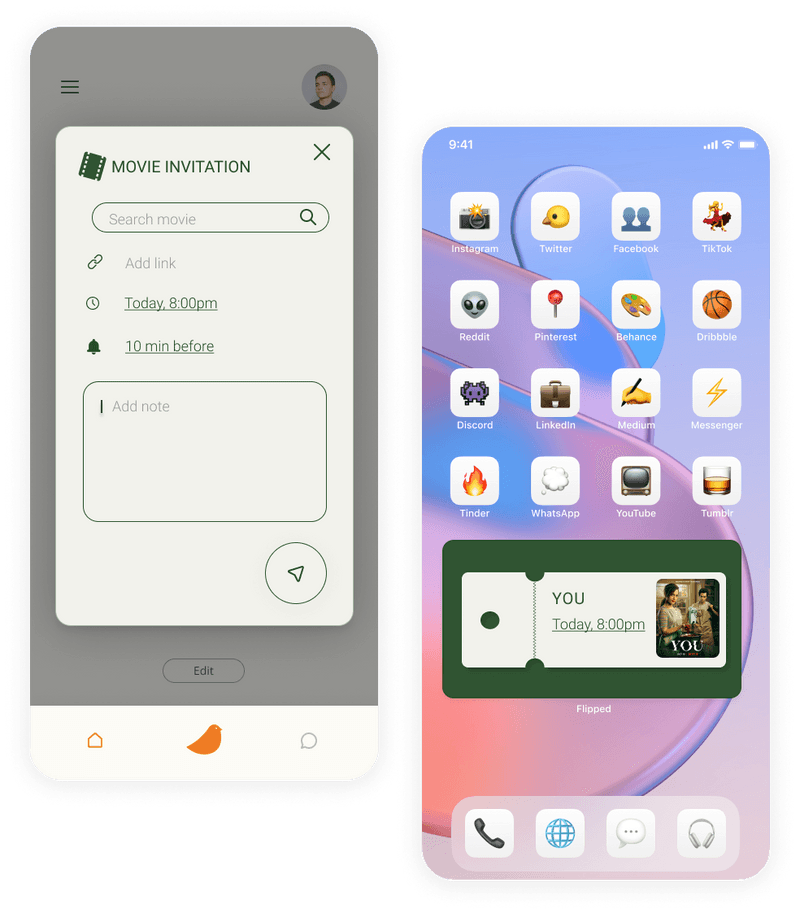 MOVIE INVITATION
Search movie
Add link
Today, 8:00pm
10 min before
Add note
Edit
9:41
Instagram Twitter Facebook TikTok
Reddit Pinterest Behance Dribbble
Discord LinkedIn Medium Messenger
Tinder WhatsApp YouTube Tumblr
YOU
Today, 8:00pm
YOU
Flipped